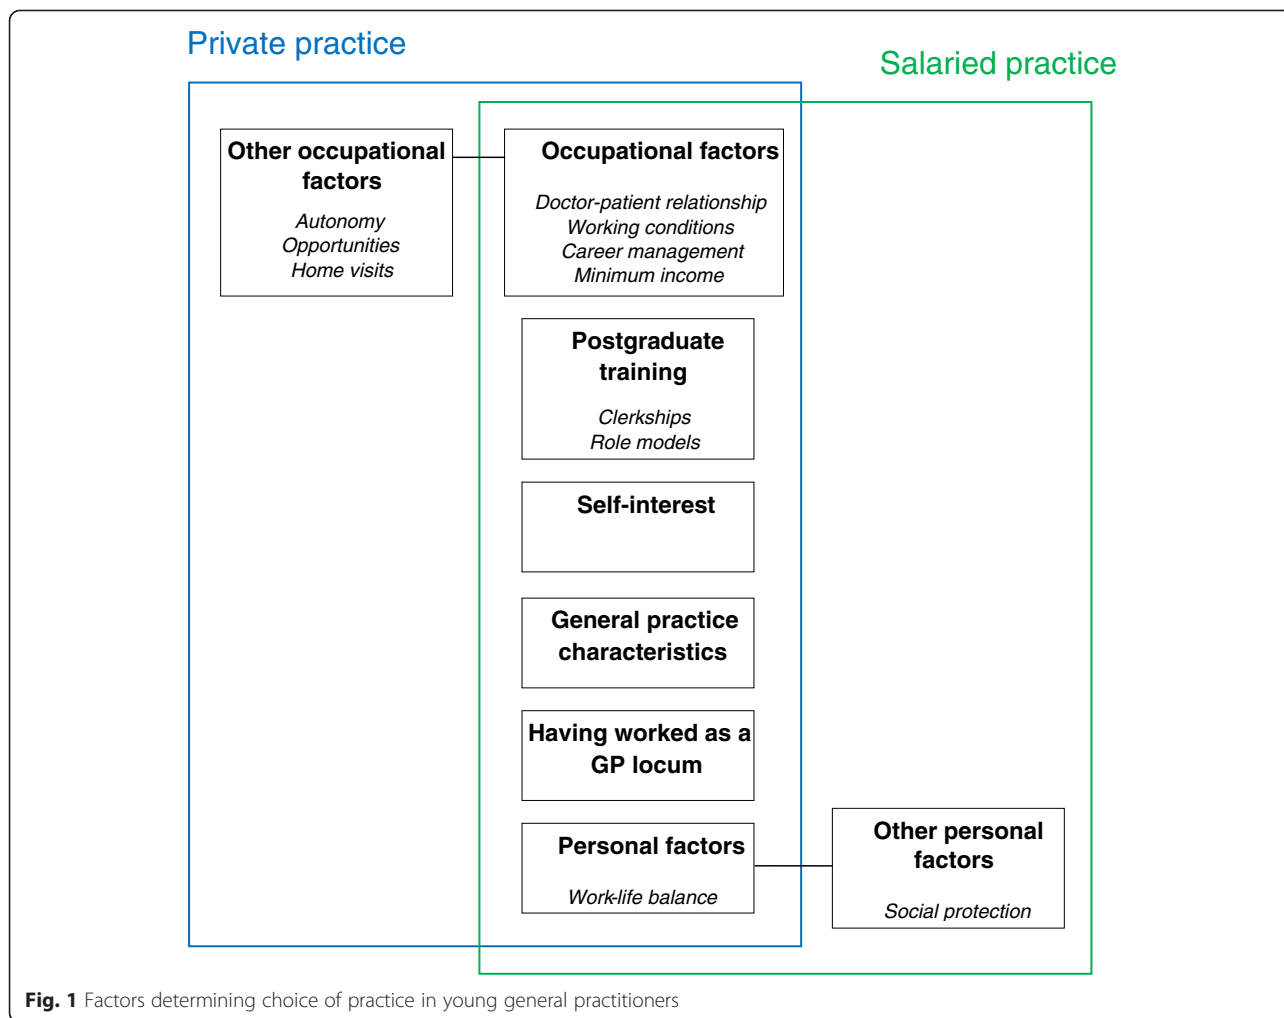 Private practice
Salaried practice
Other occupational
factors
Autonomy
Opportunities
Home visits
Occupational factors
Doctor-patient relationship
Working conditions
Career management
Minimum income
Postgraduate
training
Clerkships
Role models
Self-interest
General practice
characteristics
Having worked as a
GP locum
Personal factors
Work-life balance
Other personal
factors
Social protection
Fig. 1 Factors determining choice of practice in young general practitioners